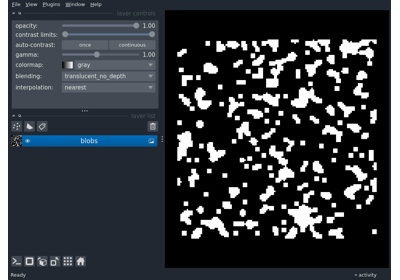 File View Plugins Window Help
layer controls
opacity: 1.00
contrast limits:
auto-contrast: once continuous
gamma: 1.00
colormap: gray
blending: translucent_no_depth
interpolation: nearest
layer list
blobs
Ready activity